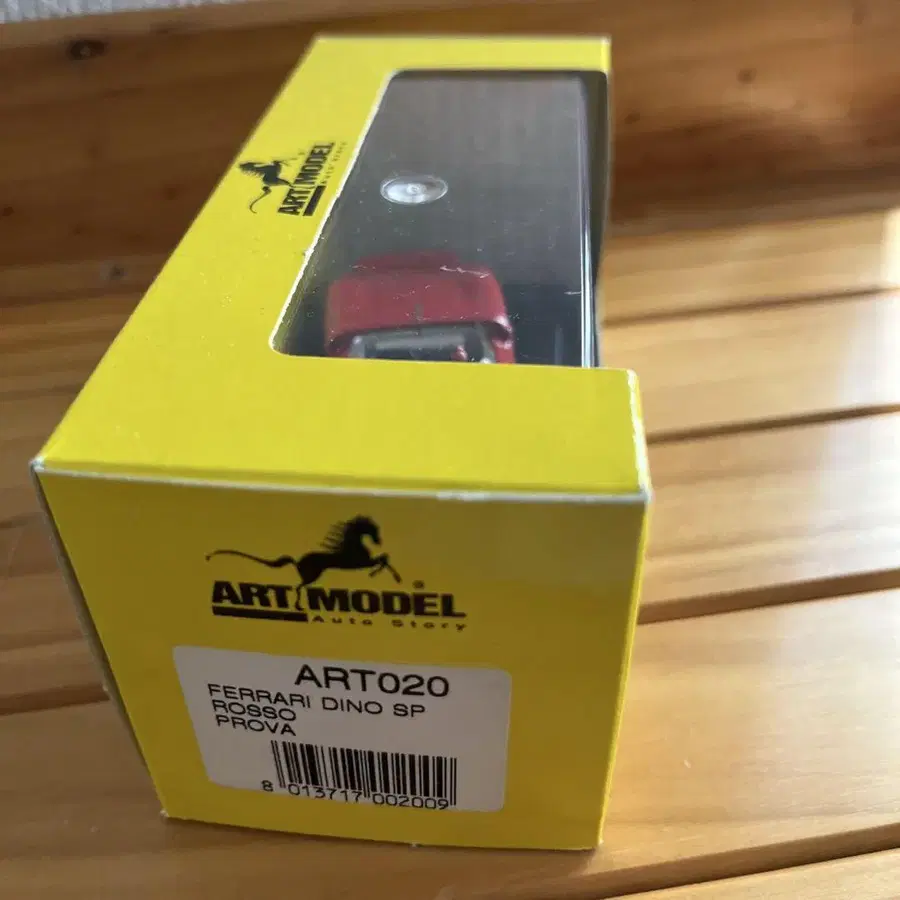 ART MODEL
Auto Story
ART MODEL®
Auto Story
ART020
FERRARI DINO SP
ROSSO
PROVA
8 013717 002009